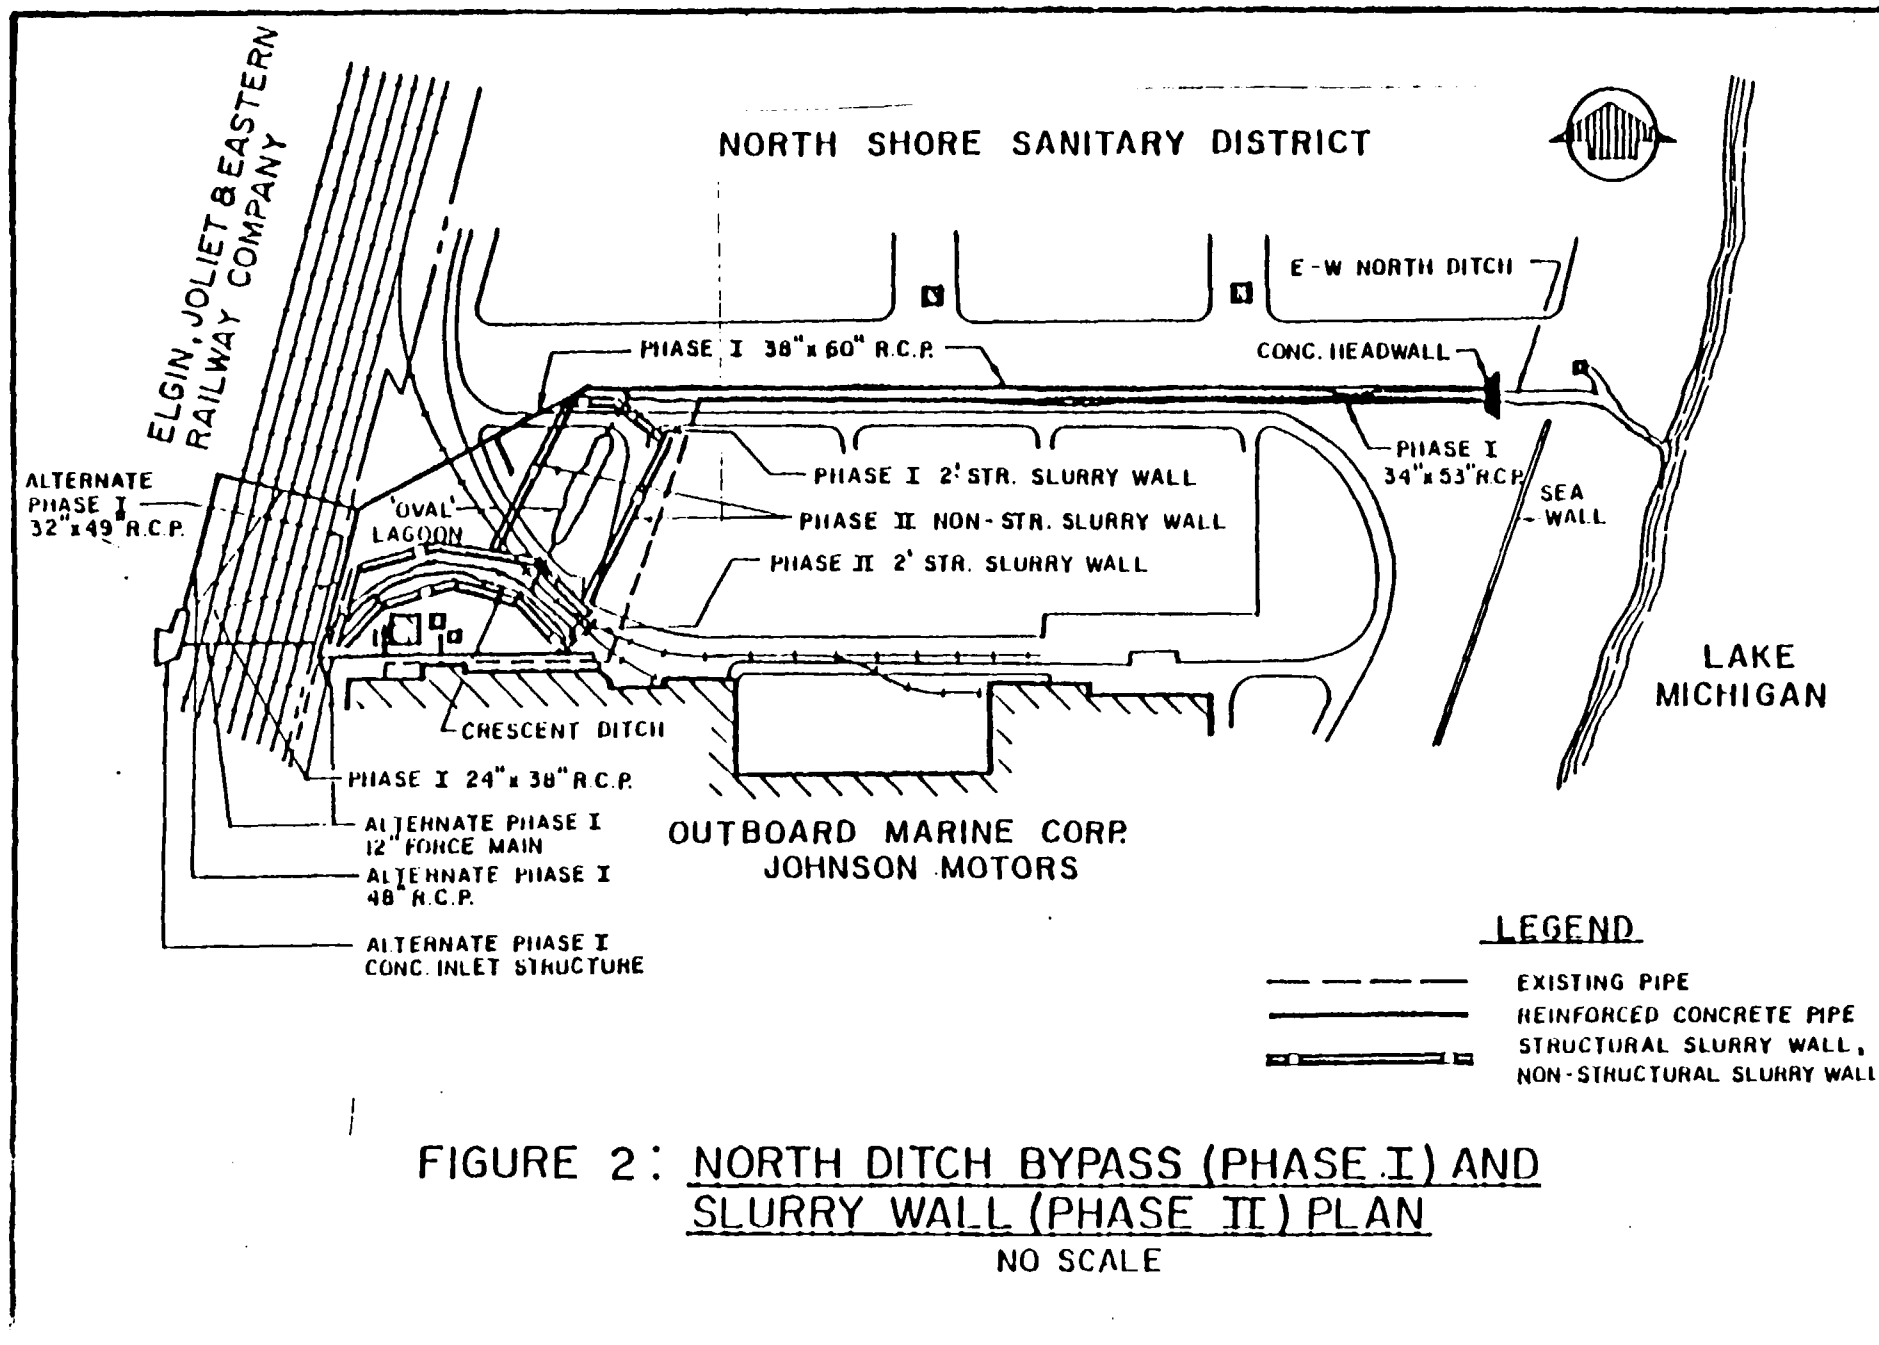 NORTH SHORE SANITARY DISTRICT
ELGIN, JOLIET & EASTERN
RAILWAY COMPANY
E-W NORTH DITCH
PHASE I 38" x 60" R.C.P.
CONC. HEADWALL
PHASE I
34" x 53" R.C.P.
SEA
WALL
ALTERNATE
PHASE I
32" x 49" R.C.P.
'OVAL'
LAGOON
PHASE I 2' STR. SLURRY WALL
PHASE II NON-STR. SLURRY WALL
PHASE II 2' STR. SLURRY WALL
LAKE
MICHIGAN
CRESCENT DITCH
PHASE I 24" x 38" R.C.P.
ALTERNATE PHASE I
12" FORCE MAIN
ALTERNATE PHASE I
48" R.C.P.
ALTERNATE PHASE I
CONC. INLET STRUCTURE
OUTBOARD MARINE CORP.
JOHNSON MOTORS
LEGEND
EXISTING PIPE
REINFORCED CONCRETE PIPE
STRUCTURAL SLURRY WALL,
NON-STRUCTURAL SLURRY WALL
FIGURE 2: NORTH DITCH BYPASS (PHASE I) AND
SLURRY WALL (PHASE II) PLAN
NO SCALE